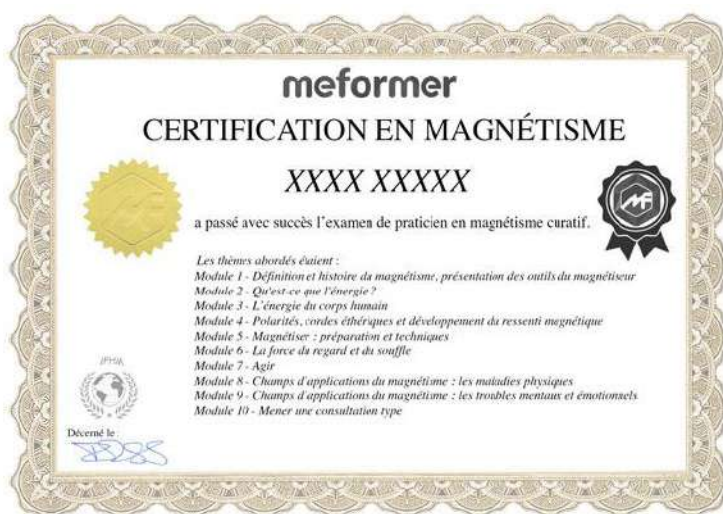 meformer
CERTIFICATION EN MAGNÉTISME
XXXX XXXXX
MF
MF
a passé avec succès l'examen de praticien en magnétisme curatif.
Les thèmes abordés étaient :
Module 1 - Définition et histoire du magnétisme, présentation des outils du magnétiseur
Module 2 - Qu'est-ce que l'énergie ?
Module 3 - L'énergie du corps humain
Module 4 - Polarités, cordes éthériques et développement du ressenti megnétique
Module 5 - Magnétiser : préparation et techniques
Module 6 - La force du regard et du souffle
Module 7 - Agir
Module 8 - Champs d'applications du magnétisme : les maladies physiques
Module 9 - Champs d'applications du magnétisme : les troubles mentaux et émotionnels
Module 10 - Mener une consultation type
Décerné le